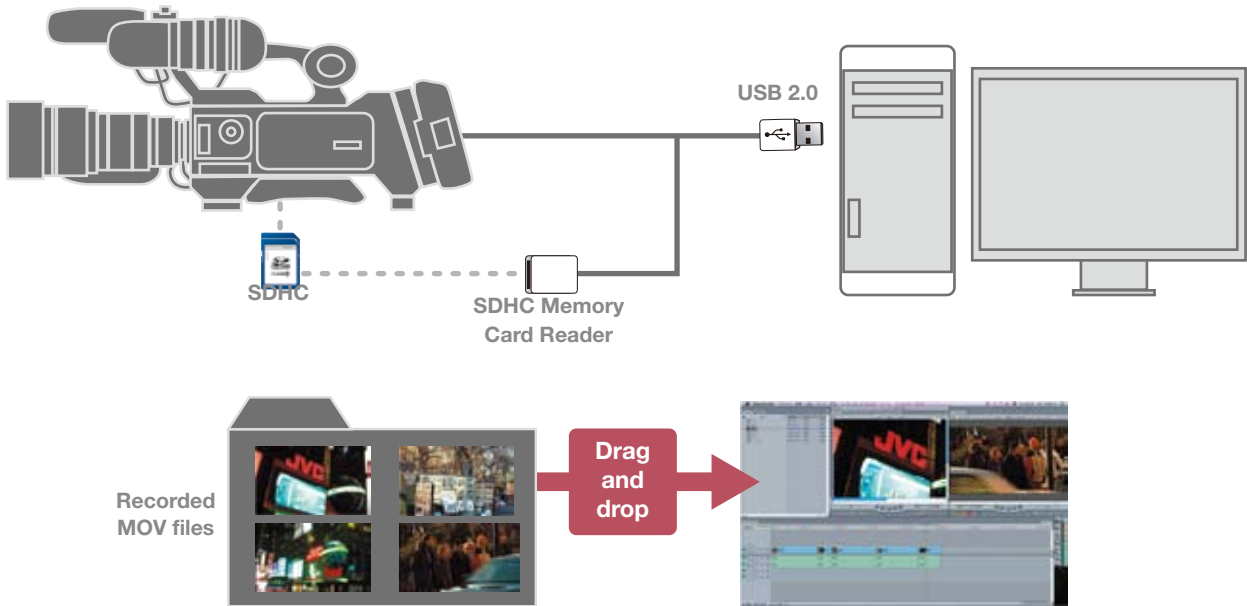 USB 2.0
SDHC
SDHC Memory
Card Reader
Recorded
MOV files
JVC
Drag
and
drop
JVC